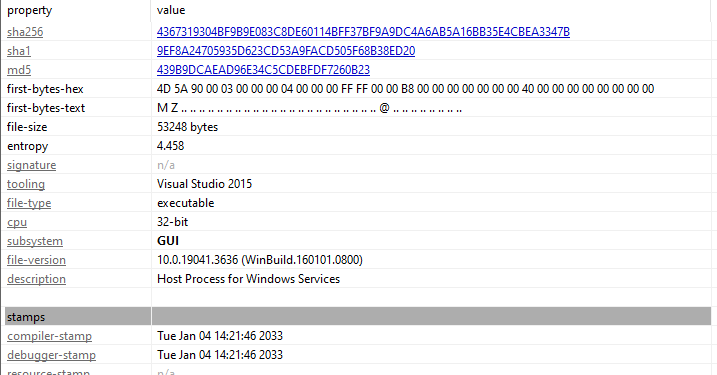 property value
sha256 4367319304BF9B9E083C8DE60114BFF37BF9A9DC4A6AB5A16BB35E4CBEA3347B
sha1 9EF8A24705935D623CD53A9FACD505F68B38ED20
md5 439B9DCAEAD96E34C5CDEBFDF7260B23
first-bytes-hex 4D 5A 90 00 03 00 00 00 04 00 00 00 FF FF 00 00 B8 00 00 00 00 00 00 00 40 00 00 00 00 00 00 00
first-bytes-text M Z .. .. .. .. .. .. .. .. .. .. .. .. .. .. .. .. .. .. .. .. .. .. @ .. .. .. .. .. .. ..
file-size 53248 bytes
entropy 4.458
signature n/a
tooling Visual Studio 2015
file-type executable
cpu 32-bit
subsystem GUI
file-version 10.0.19041.3636 (WinBuild.160101.0800)
description Host Process for Windows Services
stamps
compiler-stamp Tue Jan 04 14:21:46 2033
debugger-stamp Tue Jan 04 14:21:46 2033
resource-stamp n/a